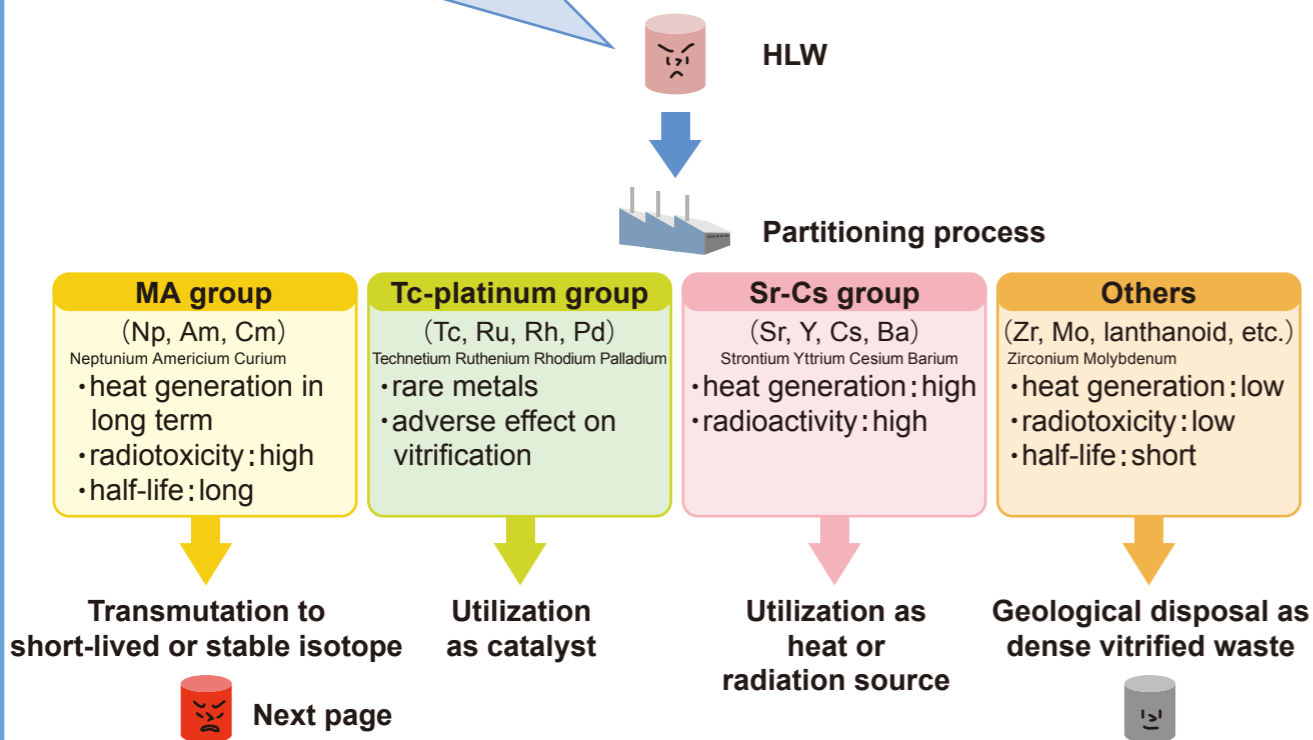 HLW
Partitioning process
MA group
(Np, Am, Cm)
Neptunium Americium Curium
・heat generation in
long term
・radiotoxicity:high
・half-life:long
Tc-platinum group
(Tc, Ru, Rh, Pd)
Technetium Ruthenium Rhodium Palladium
・rare metals
・adverse effect on
vitrification
Sr-Cs group
(Sr, Y, Cs, Ba)
Strontium Yttrium Cesium Barium
・heat generation:high
・radioactivity:high
Others
(Zr, Mo, lanthanoid, etc.)
Zirconium Molybdenum
・heat generation:low
・radiotoxicity:low
・half-life:short
Transmutation to
short-lived or stable isotope
Next page
Utilization
as catalyst
Utilization as
heat or
radiation source
Geological disposal as
dense vitrified waste